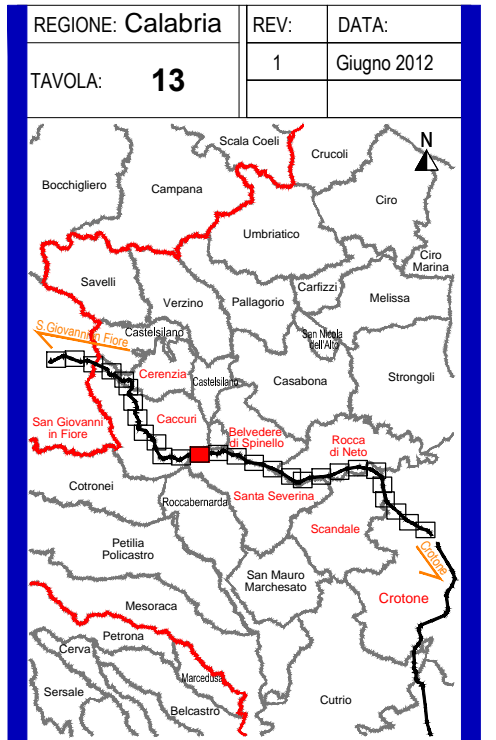 REGIONE: Calabria
REV:
DATA:
TAVOLA: 13
1
Giugno 2012
Scala Coeli
Crucoli
N
Bocchigliero
Campana
Ciro
Umbriatico
Ciro
Marina
Savelli
Verzino
Pallagorio
Carfizzi
Melissa
S.Giovanni in Fiore
Castelsilano
San Nicola
dell'Alto
Cerenzia
Castelsilano
Casabona
Strongoli
San Giovanni
in Fiore
Caccuri
Belvedere
di Spinello
Rocca
di Neto
Cotronei
Roccabernarda
Santa Severina
Scandale
Petilia
Policastro
Crotone
San Mauro
Marchesato
Crotone
Mesoraca
Petrona
Cerva
Marcedusa
Sersale
Belcastro
Cutrio